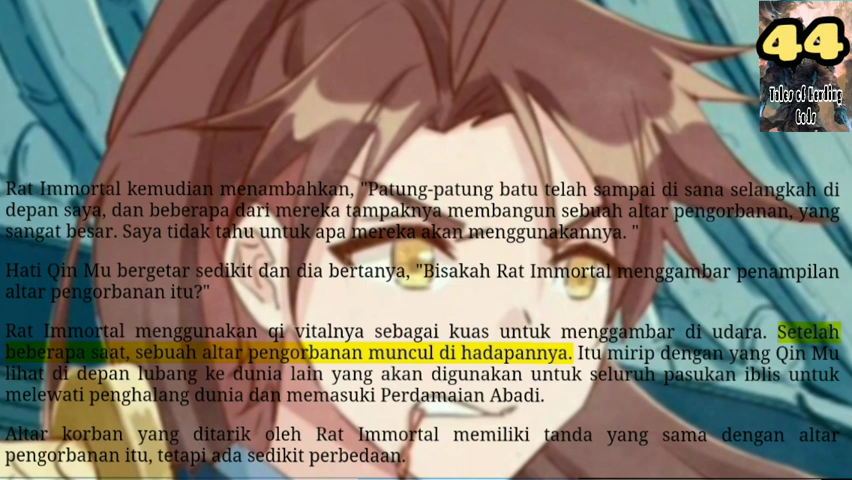 44
Tales of Herding
Gods
Rat Immortal kemudian menambahkan, "Patung-patung batu telah sampai di sana selangkah di
depan saya, dan beberapa dari mereka tampaknya membangun sebuah altar pengorbanan, yang
sangat besar. Saya tidak tahu untuk apa mereka akan menggunakannya. "
Hati Qin Mu bergetar sedikit dan dia bertanya, "Bisakah Rat Immortal menggambar penampilan
altar pengorbanan itu?"
Rat Immortal menggunakan qi vitalnya sebagai kuas untuk menggambar di udara. Setelah
beberapa saat, sebuah altar pengorbanan muncul di hadapannya. Itu mirip dengan yang Qin Mu
lihat di depan lubang ke dunia lain yang akan digunakan untuk seluruh pasukan iblis untuk
melewati penghalang dunia dan memasuki Perdamaian Abadi.
Altar korban yang ditarik oleh Rat Immortal memiliki tanda yang sama dengan altar
pengorbanan itu, tetapi ada sedikit perbedaan.